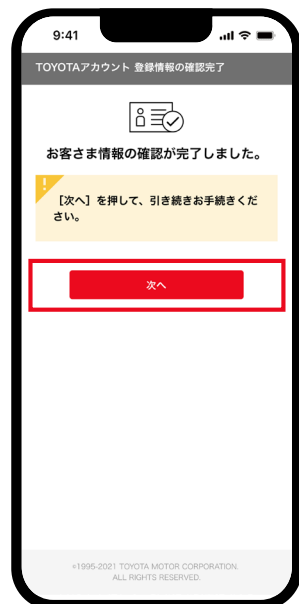 9:41
TOYOTAアカウント 登録情報の確認完了
お客さま情報の確認が完了しました。
!
［次へ］を押して、引き続きお手続きくだ
さい。
次へ
©1995-2021 TOYOTA MOTOR CORPORATION.
ALL RIGHTS RESERVED.